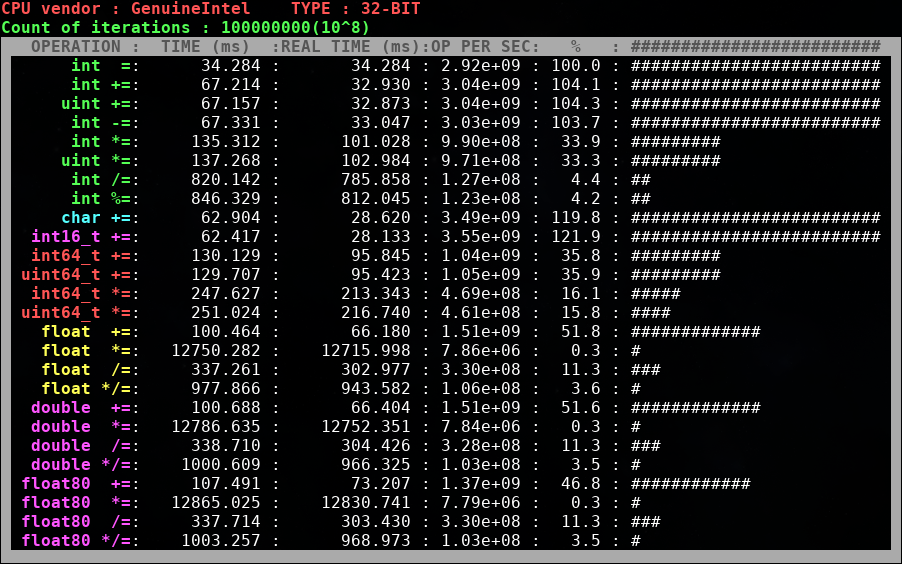 CPU vendor : GenuineIntel    TYPE : 32-BIT
Count of iterations : 100000000(10^8)
   OPERATION :  TIME (ms)  :REAL TIME (ms):OP PER SEC:   %   : #########################
       int  =:      34.284 :       34.284 : 2.92e+09 : 100.0 : #########################
       int +=:      67.214 :       32.930 : 3.04e+09 : 104.1 : #########################
      uint +=:      67.157 :       32.873 : 3.04e+09 : 104.3 : #########################
       int -=:      67.331 :       33.047 : 3.03e+09 : 103.7 : #########################
       int *=:     135.312 :      101.028 : 9.90e+08 :  33.9 : #########
      uint *=:     137.268 :      102.984 : 9.71e+08 :  33.3 : #########
       int /=:     820.142 :      785.858 : 1.27e+08 :   4.4 : ##
       int %=:     846.329 :      812.045 : 1.23e+08 :   4.2 : ##
      char +=:      62.904 :       28.620 : 3.49e+09 : 119.8 : #########################
   int16_t +=:      62.417 :       28.133 : 3.55e+09 : 121.9 : #########################
   int64_t +=:     130.129 :       95.845 : 1.04e+09 :  35.8 : #########
  uint64_t +=:     129.707 :       95.423 : 1.05e+09 :  35.9 : #########
   int64_t *=:     247.627 :      213.343 : 4.69e+08 :  16.1 : #####
  uint64_t *=:     251.024 :      216.740 : 4.61e+08 :  15.8 : ####
    float  +=:     100.464 :       66.180 : 1.51e+09 :  51.8 : #############
    float  *=:   12750.282 :    12715.998 : 7.86e+06 :   0.3 : #
    float  /=:     337.261 :      302.977 : 3.30e+08 :  11.3 : ###
    float */=:     977.866 :      943.582 : 1.06e+08 :   3.6 : #
   double  +=:     100.688 :       66.404 : 1.51e+09 :  51.6 : #############
   double  *=:   12786.635 :    12752.351 : 7.84e+06 :   0.3 : #
   double  /=:     338.710 :      304.426 : 3.28e+08 :  11.3 : ###
   double */=:    1000.609 :      966.325 : 1.03e+08 :   3.5 : #
  float80  +=:     107.491 :       73.207 : 1.37e+09 :  46.8 : ############
  float80  *=:   12865.025 :    12830.741 : 7.79e+06 :   0.3 : #
  float80  /=:     337.714 :      303.430 : 3.30e+08 :  11.3 : ###
  float80 */=:    1003.257 :      968.973 : 1.03e+08 :   3.5 : #